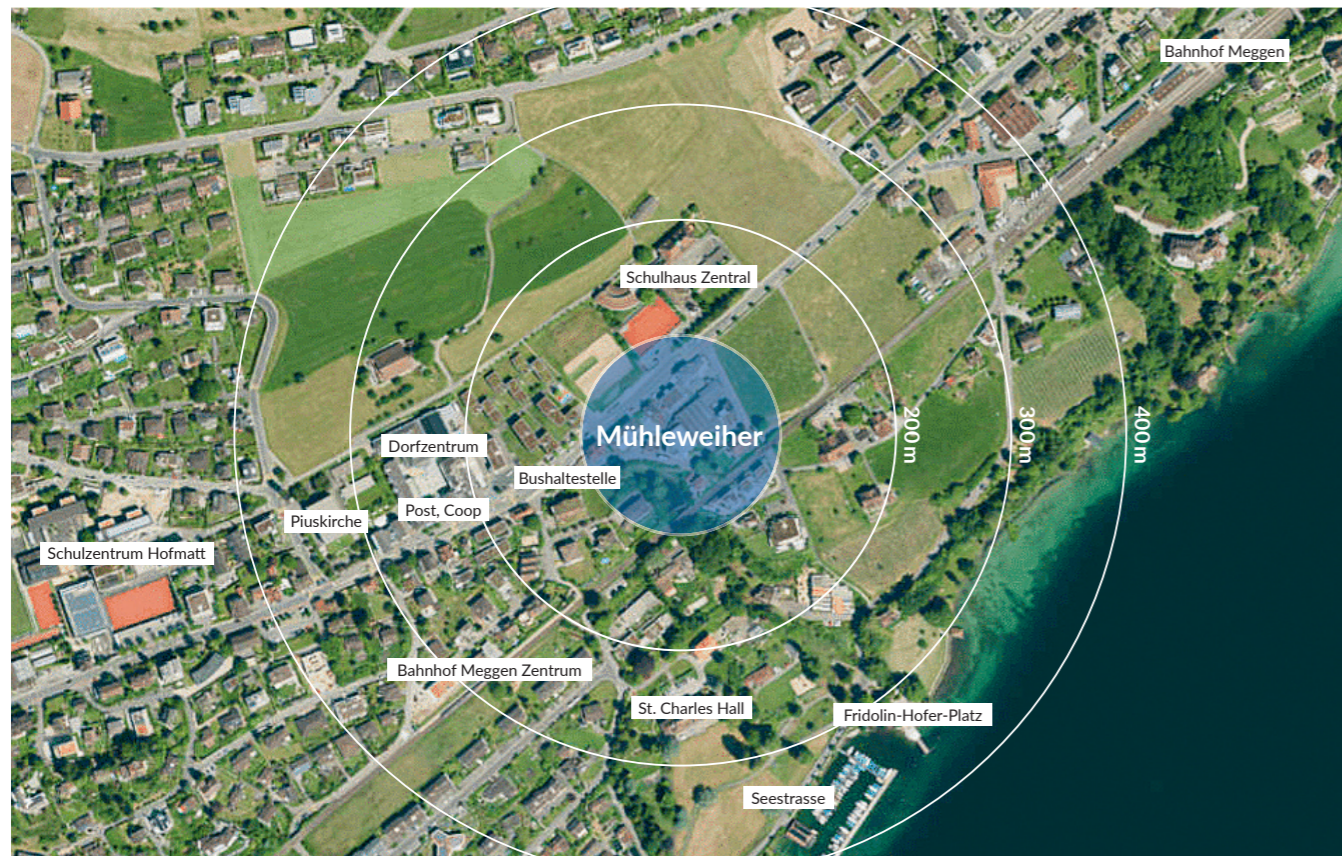 Bahnhof Meggen
Schulhaus Zentral
Mühleweiher
200 m
300 m
400 m
Dorfzentrum
Bushaltestelle
Post, Coop
Piuskirche
Schulzentrum Hofmatt
Bahnhof Meggen Zentrum
St. Charles Hall
Fridolin-Hofer-Platz
Seestrasse